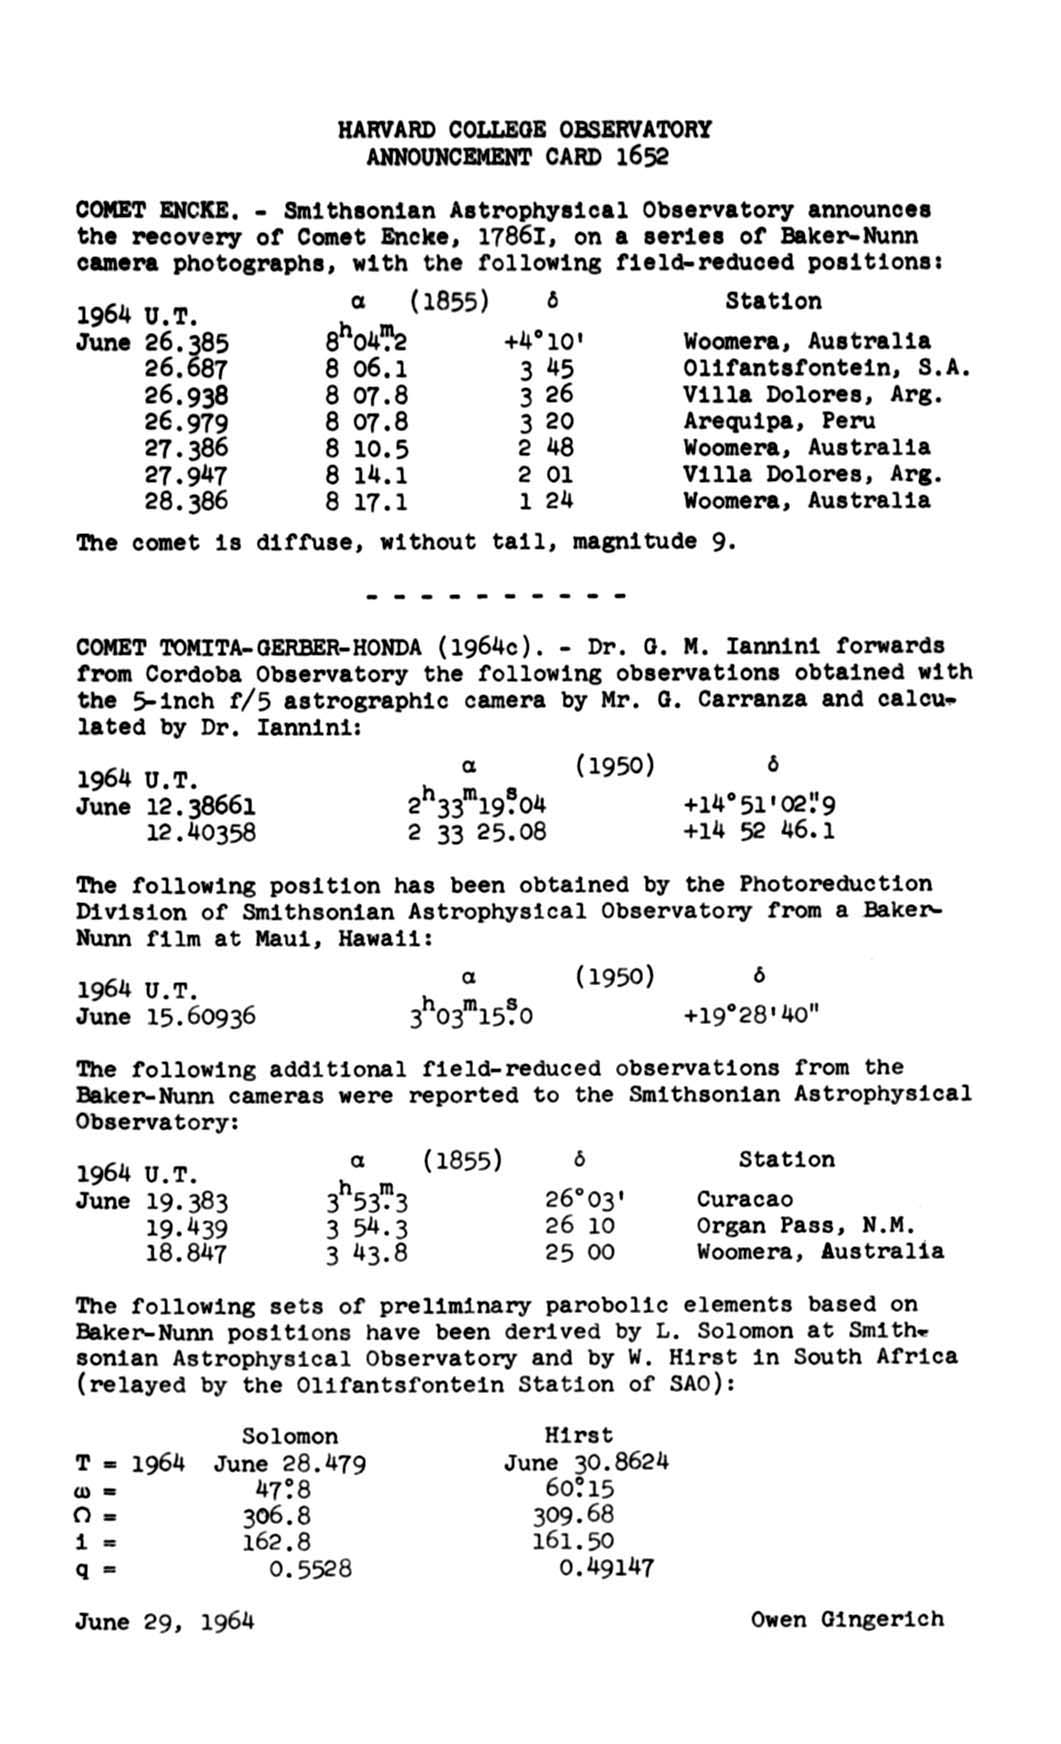 HARVARD COLLEGE OBSERVATORY
ANNOUNCEMENT CARD 1652
COMET ENCKE. - Smithsonian Astrophysical Observatory announces
the recovery of Comet Encke, 1786I, on a series of Baker-Nunn
camera photographs, with the following field-reduced positions:
1964 U.T. α (1855) δ Station
June 26.385 8ʰ04ᵐ.2 +4°10' Woomera, Australia
26.687 8 06.1 3 45 Olifantsfontein, S.A.
26.938 8 07.8 3 26 Villa Dolores, Arg.
26.979 8 07.8 3 20 Arequipa, Peru
27.386 8 10.5 2 48 Woomera, Australia
27.947 8 14.1 2 01 Villa Dolores, Arg.
28.386 8 17.1 1 24 Woomera, Australia
The comet is diffuse, without tail, magnitude 9.
- - - - - - - - - -
COMET TOMITA-GERBER-HONDA (1964c). - Dr. G. M. Iannini forwards
from Cordoba Observatory the following observations obtained with
the 5-inch f/5 astrographic camera by Mr. G. Carranza and calcu-
lated by Dr. Iannini:
1964 U.T. α (1950) δ
June 12.38661 2ʰ33ᵐ19ˢ.04 +14°51'02".9
12.40358 2 33 25.08 +14 52 46.1
The following position has been obtained by the Photoreduction
Division of Smithsonian Astrophysical Observatory from a Baker-
Nunn film at Maui, Hawaii:
1964 U.T. α (1950) δ
June 15.60936 3ʰ03ᵐ15ˢ.0 +19°28'40"
The following additional field-reduced observations from the
Baker-Nunn cameras were reported to the Smithsonian Astrophysical
Observatory:
1964 U.T. α (1855) δ Station
June 19.383 3ʰ53ᵐ.3 26°03' Curacao
19.439 3 54.3 26 10 Organ Pass, N.M.
18.847 3 43.8 25 00 Woomera, Australia
The following sets of preliminary parobolic elements based on
Baker-Nunn positions have been derived by L. Solomon at Smith-
sonian Astrophysical Observatory and by W. Hirst in South Africa
(relayed by the Olifantsfontein Station of SAO):
Solomon Hirst
T = 1964 June 28.479 June 30.8624
ω = 47°.8 60°.15
Ω = 306.8 309.68
i = 162.8 161.50
q = 0.5528 0.49147
June 29, 1964 Owen Gingerich